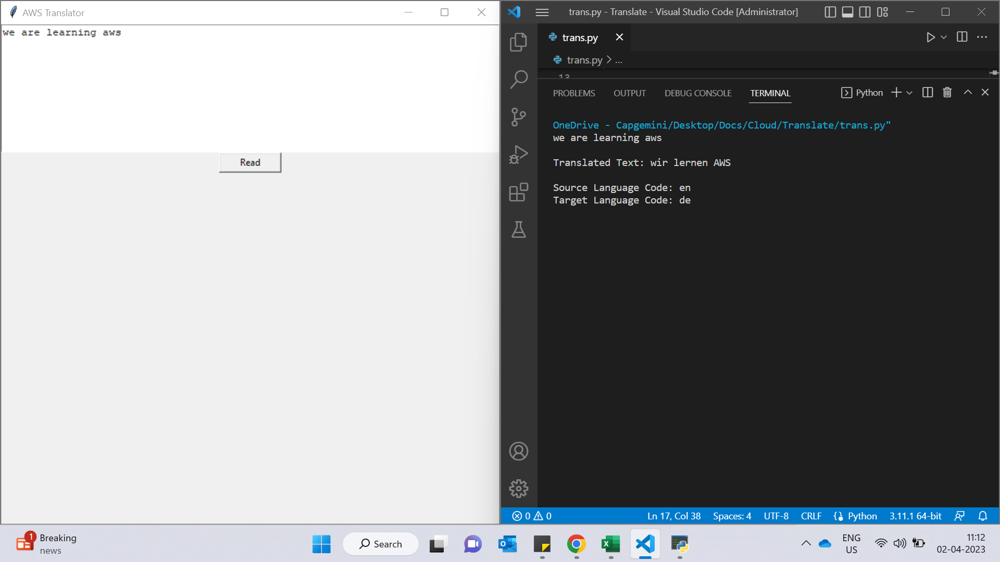 AWS Translator
we are learning aws
Read
trans.py - Translate - Visual Studio Code [Administrator]
trans.py
trans.py > ...
13
PROBLEMS OUTPUT DEBUG CONSOLE TERMINAL Python
OneDrive - Capgemini/Desktop/Docs/Cloud/Translate/trans.py"
we are learning aws
Translated Text: wir lernen AWS
Source Language Code: en
Target Language Code: de
0 0 Ln 17, Col 38 Spaces: 4 UTF-8 CRLF Python 3.11.1 64-bit
1 Breaking
news
Search
ENG
US
11:12
02-04-2023